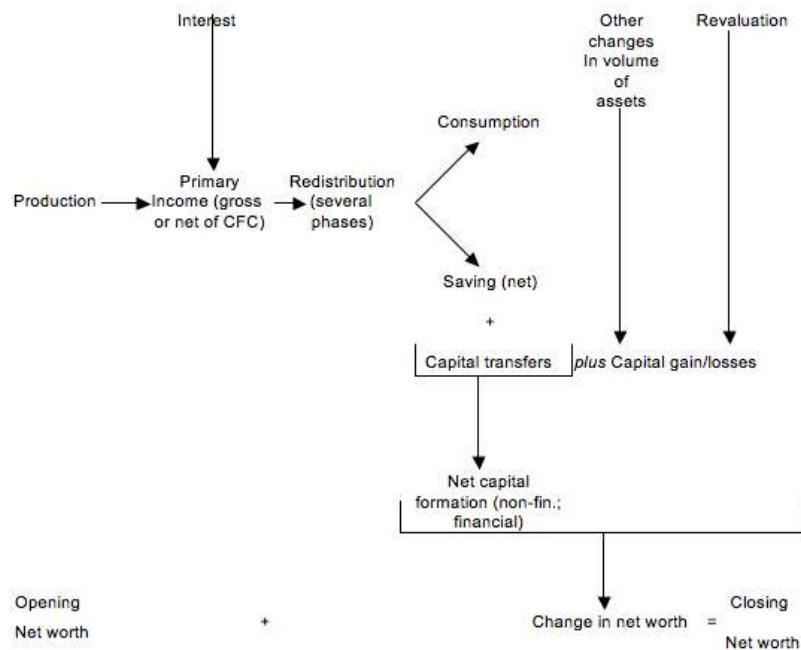 Interest
Other
changes
In volume
of
assets
Revaluation
Consumption
Production
Primary
Income (gross
or net of CFC)
Redistribution
(several
phases)
Saving (net)
+
Capital transfers
plus Capital gain/losses
Net capital
formation (non-fin.;
financial)
Opening
Net worth
+
Change in net worth
=
Closing
Net worth